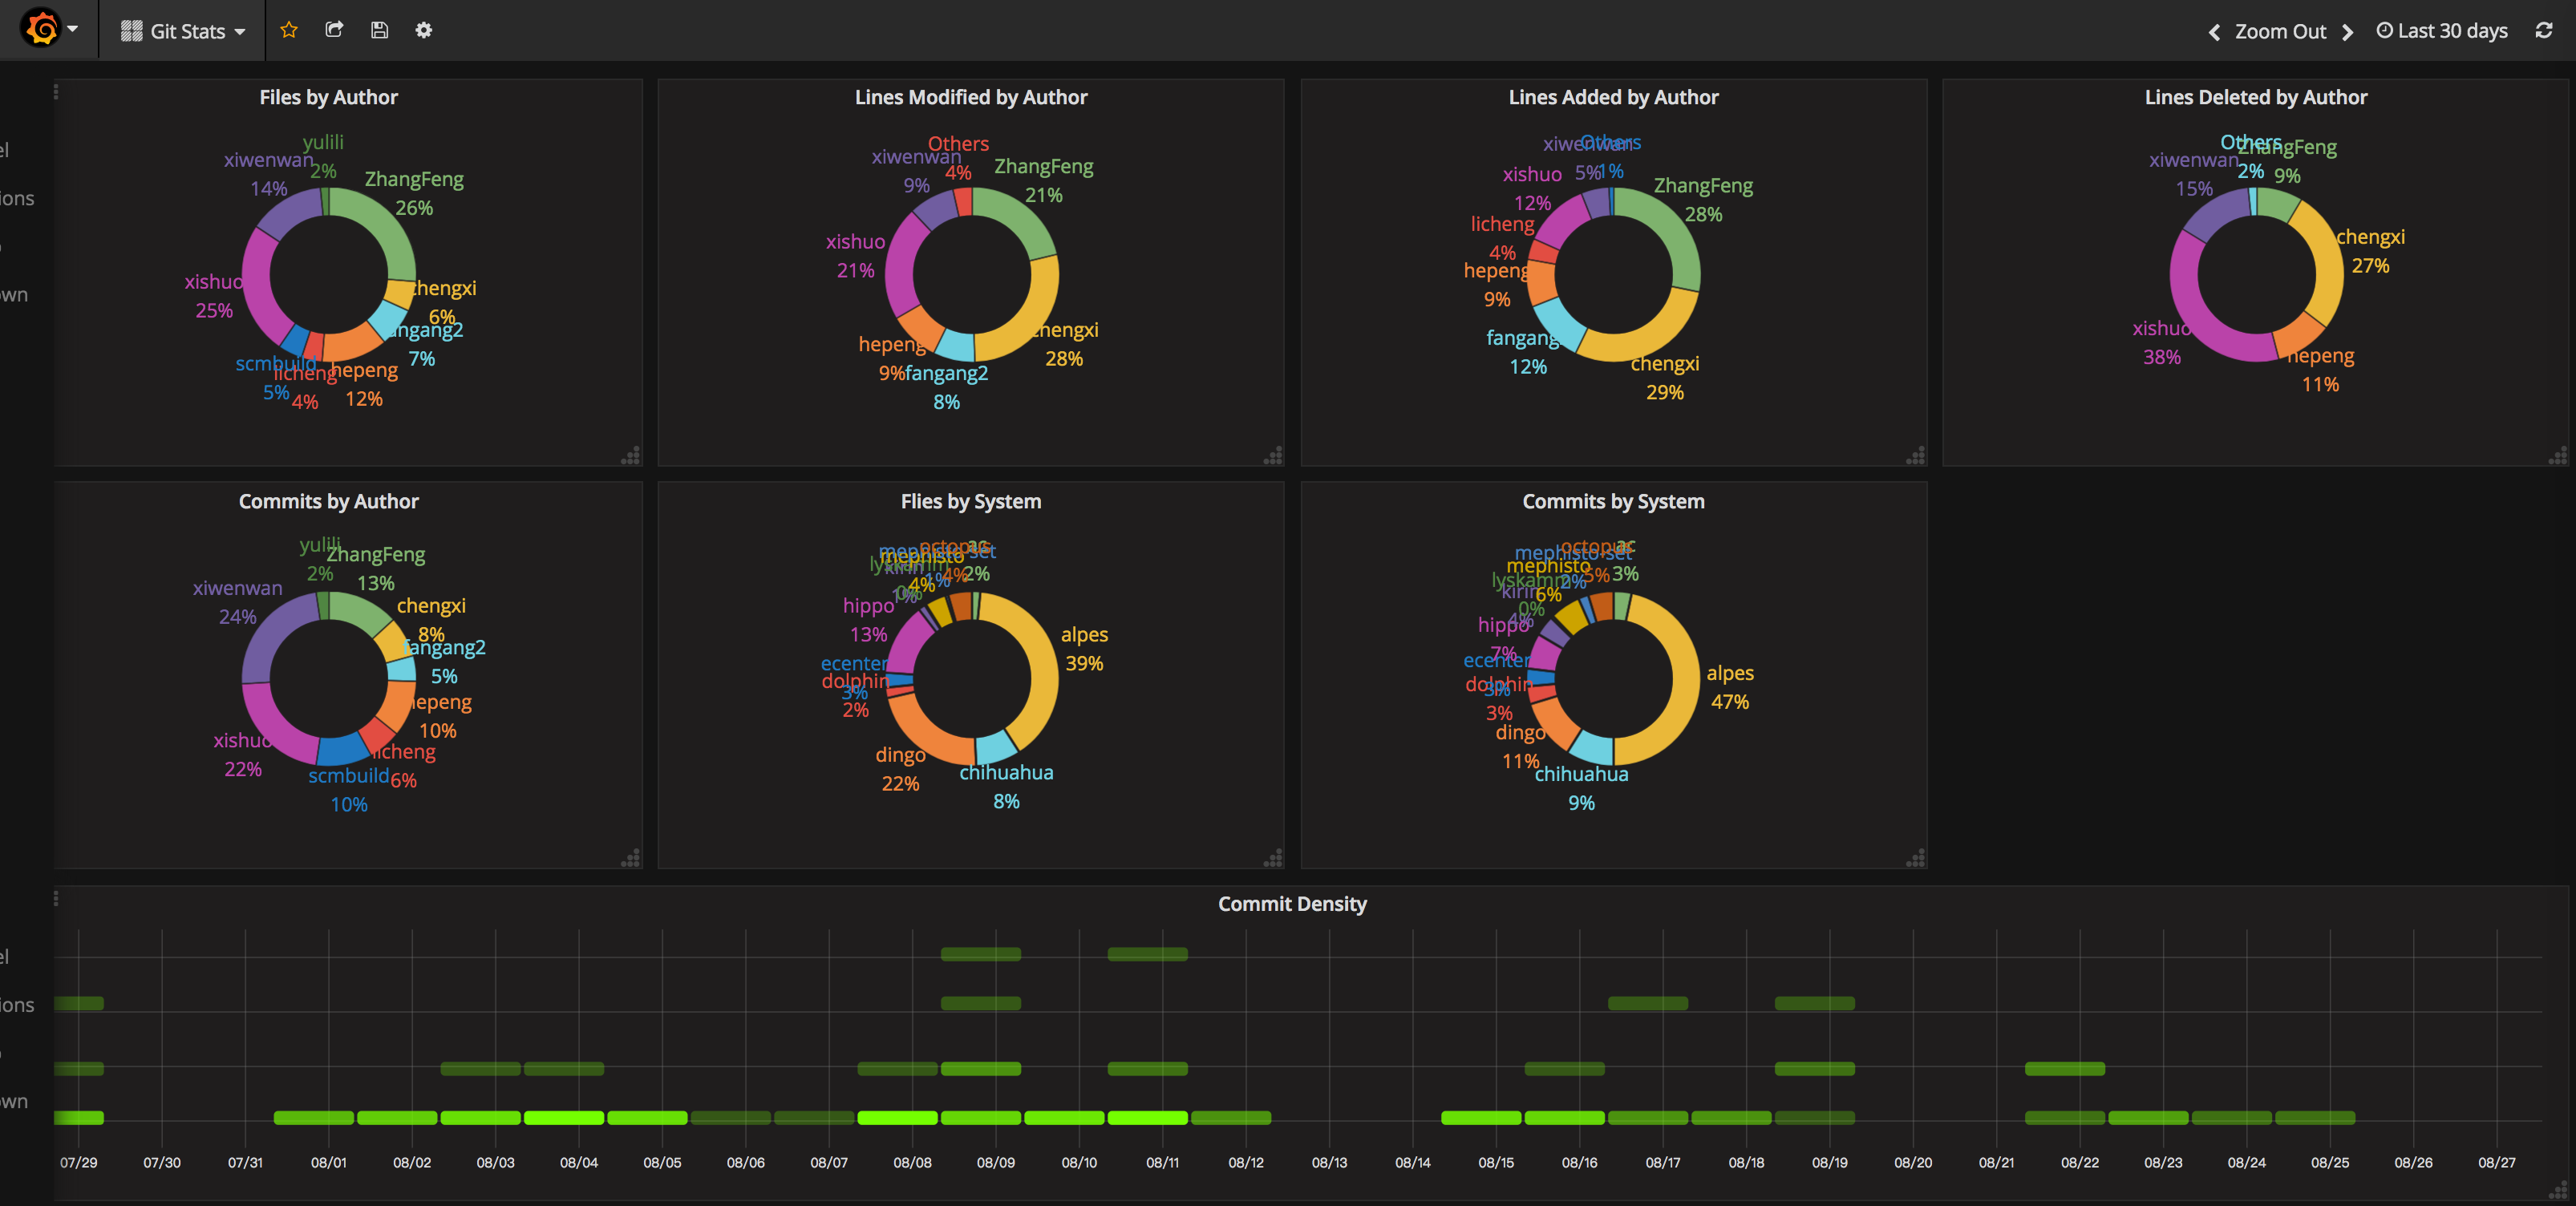 Git Stats
Zoom Out
Last 30 days
Files by Author
yulili
2%
xiwenwan
14%
ZhangFeng
26%
xishuo
25%
chengxi
6%
fangang2
7%
scmbuild
5%
licheng
4%
hepeng
12%
Lines Modified by Author
Others
4%
xiwenwan
9%
ZhangFeng
21%
xishuo
21%
chengxi
28%
hepeng
9%
fangang2
8%
Lines Added by Author
xiwenwan
5%
Others
1%
xishuo
12%
ZhangFeng
28%
licheng
4%
hepeng
9%
fangang
12%
chengxi
29%
Lines Deleted by Author
Others
2%
ZhangFeng
9%
xiwenwan
15%
chengxi
27%
xishuo
38%
hepeng
11%
Commits by Author
yulili
2%
ZhangFeng
13%
xiwenwan
24%
chengxi
8%
fangang2
5%
hepeng
10%
licheng
6%
xishuo
22%
scmbuild
10%
Flies by System
mephisto-set
1%
octopus
4%
ac
2%
mephisto
4%
lyskamm
0%
kirin
1%
hippo
13%
alpes
39%
ecenter
3%
dolphin
2%
dingo
22%
chihuahua
8%
Commits by System
octopus
5%
ac
3%
mephisto-set
2%
mephisto
6%
lyskamm
0%
kirin
4%
hippo
7%
ecenter
3%
dolphin
3%
alpes
47%
dingo
11%
chihuahua
9%
Commit Density
el
ions
own
el
ions
own
07/29 07/30 07/31 08/01 08/02 08/03 08/04 08/05 08/06 08/07 08/08 08/09 08/10 08/11 08/12 08/13 08/14 08/15 08/16 08/17 08/18 08/19 08/20 08/21 08/22 08/23 08/24 08/25 08/26 08/27